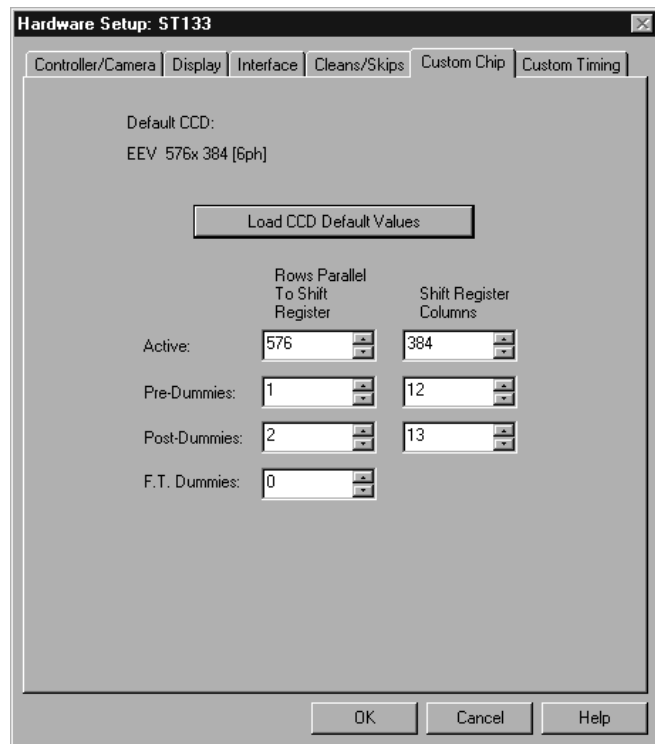 Hardware Setup: ST133
Controller/Camera Display Interface Cleans/Skips Custom Chip Custom Timing
Default CCD:
EEV 576x 384 [6ph]
Load CCD Default Values
Rows Parallel
To Shift
Register
Shift Register
Columns
Active: 576 384
Pre-Dummies: 1 12
Post-Dummies: 2 13
F.T. Dummies: 0
OK Cancel Help